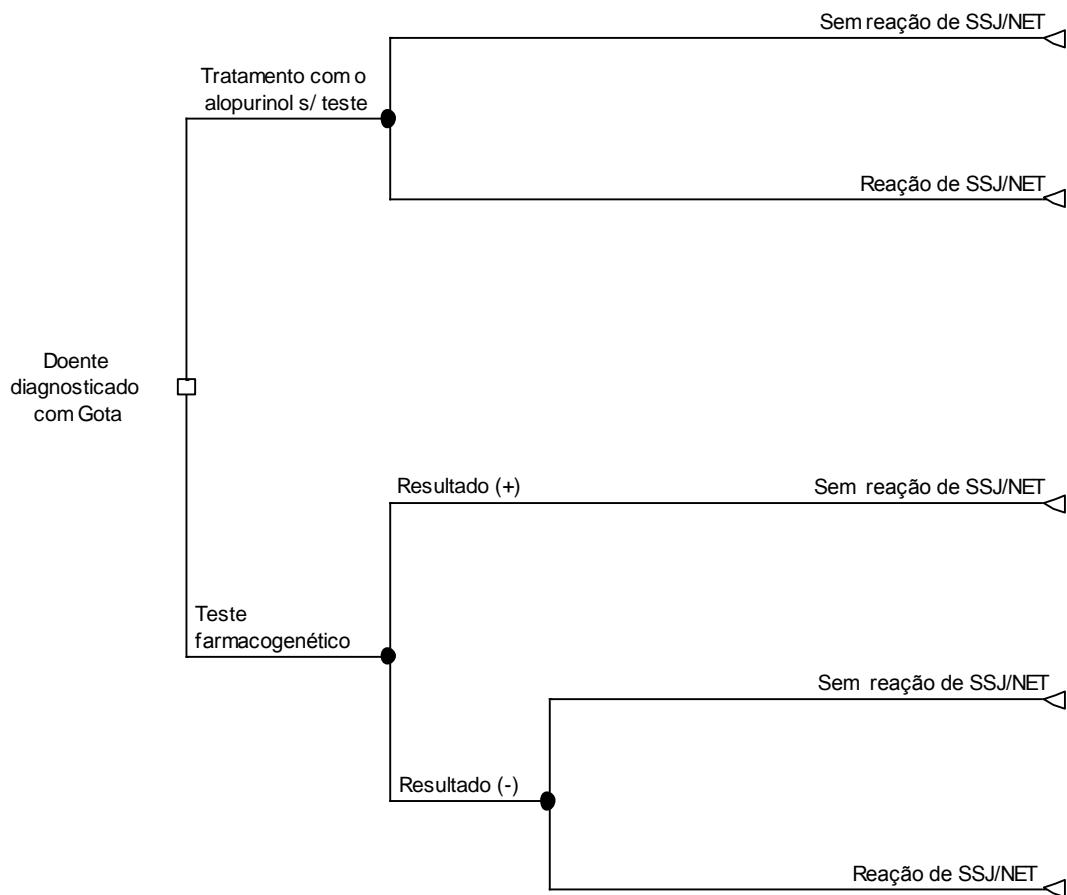 Sem reação de SSJ/NET
Tratamento com o
alopurinol s/ teste
Reação de SSJ/NET
Doente
diagnosticado
com Gota
Resultado (+)
Sem reação de SSJ/NET
Teste
farmacogenético
Sem reação de SSJ/NET
Resultado (-)
Reação de SSJ/NET